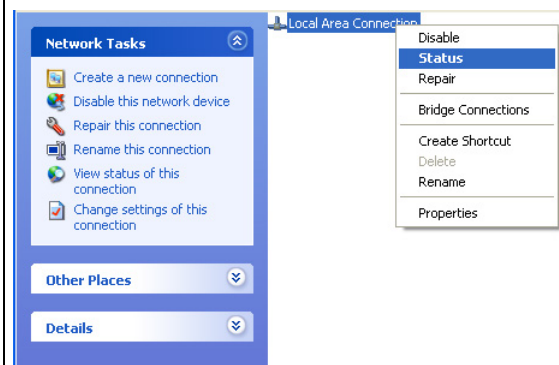 Network Tasks
Create a new connection
Disable this network device
Repair this connection
Rename this connection
View status of this
connection
Change settings of this
connection
Other Places
Details
Local Area Connection
Disable
Status
Repair
Bridge Connections
Create Shortcut
Delete
Rename
Properties